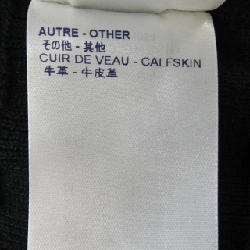 AUTRE - OTHER
その他 - 其他
CUIR DE VEAU - CALFSKIN
牛革 - 牛皮革